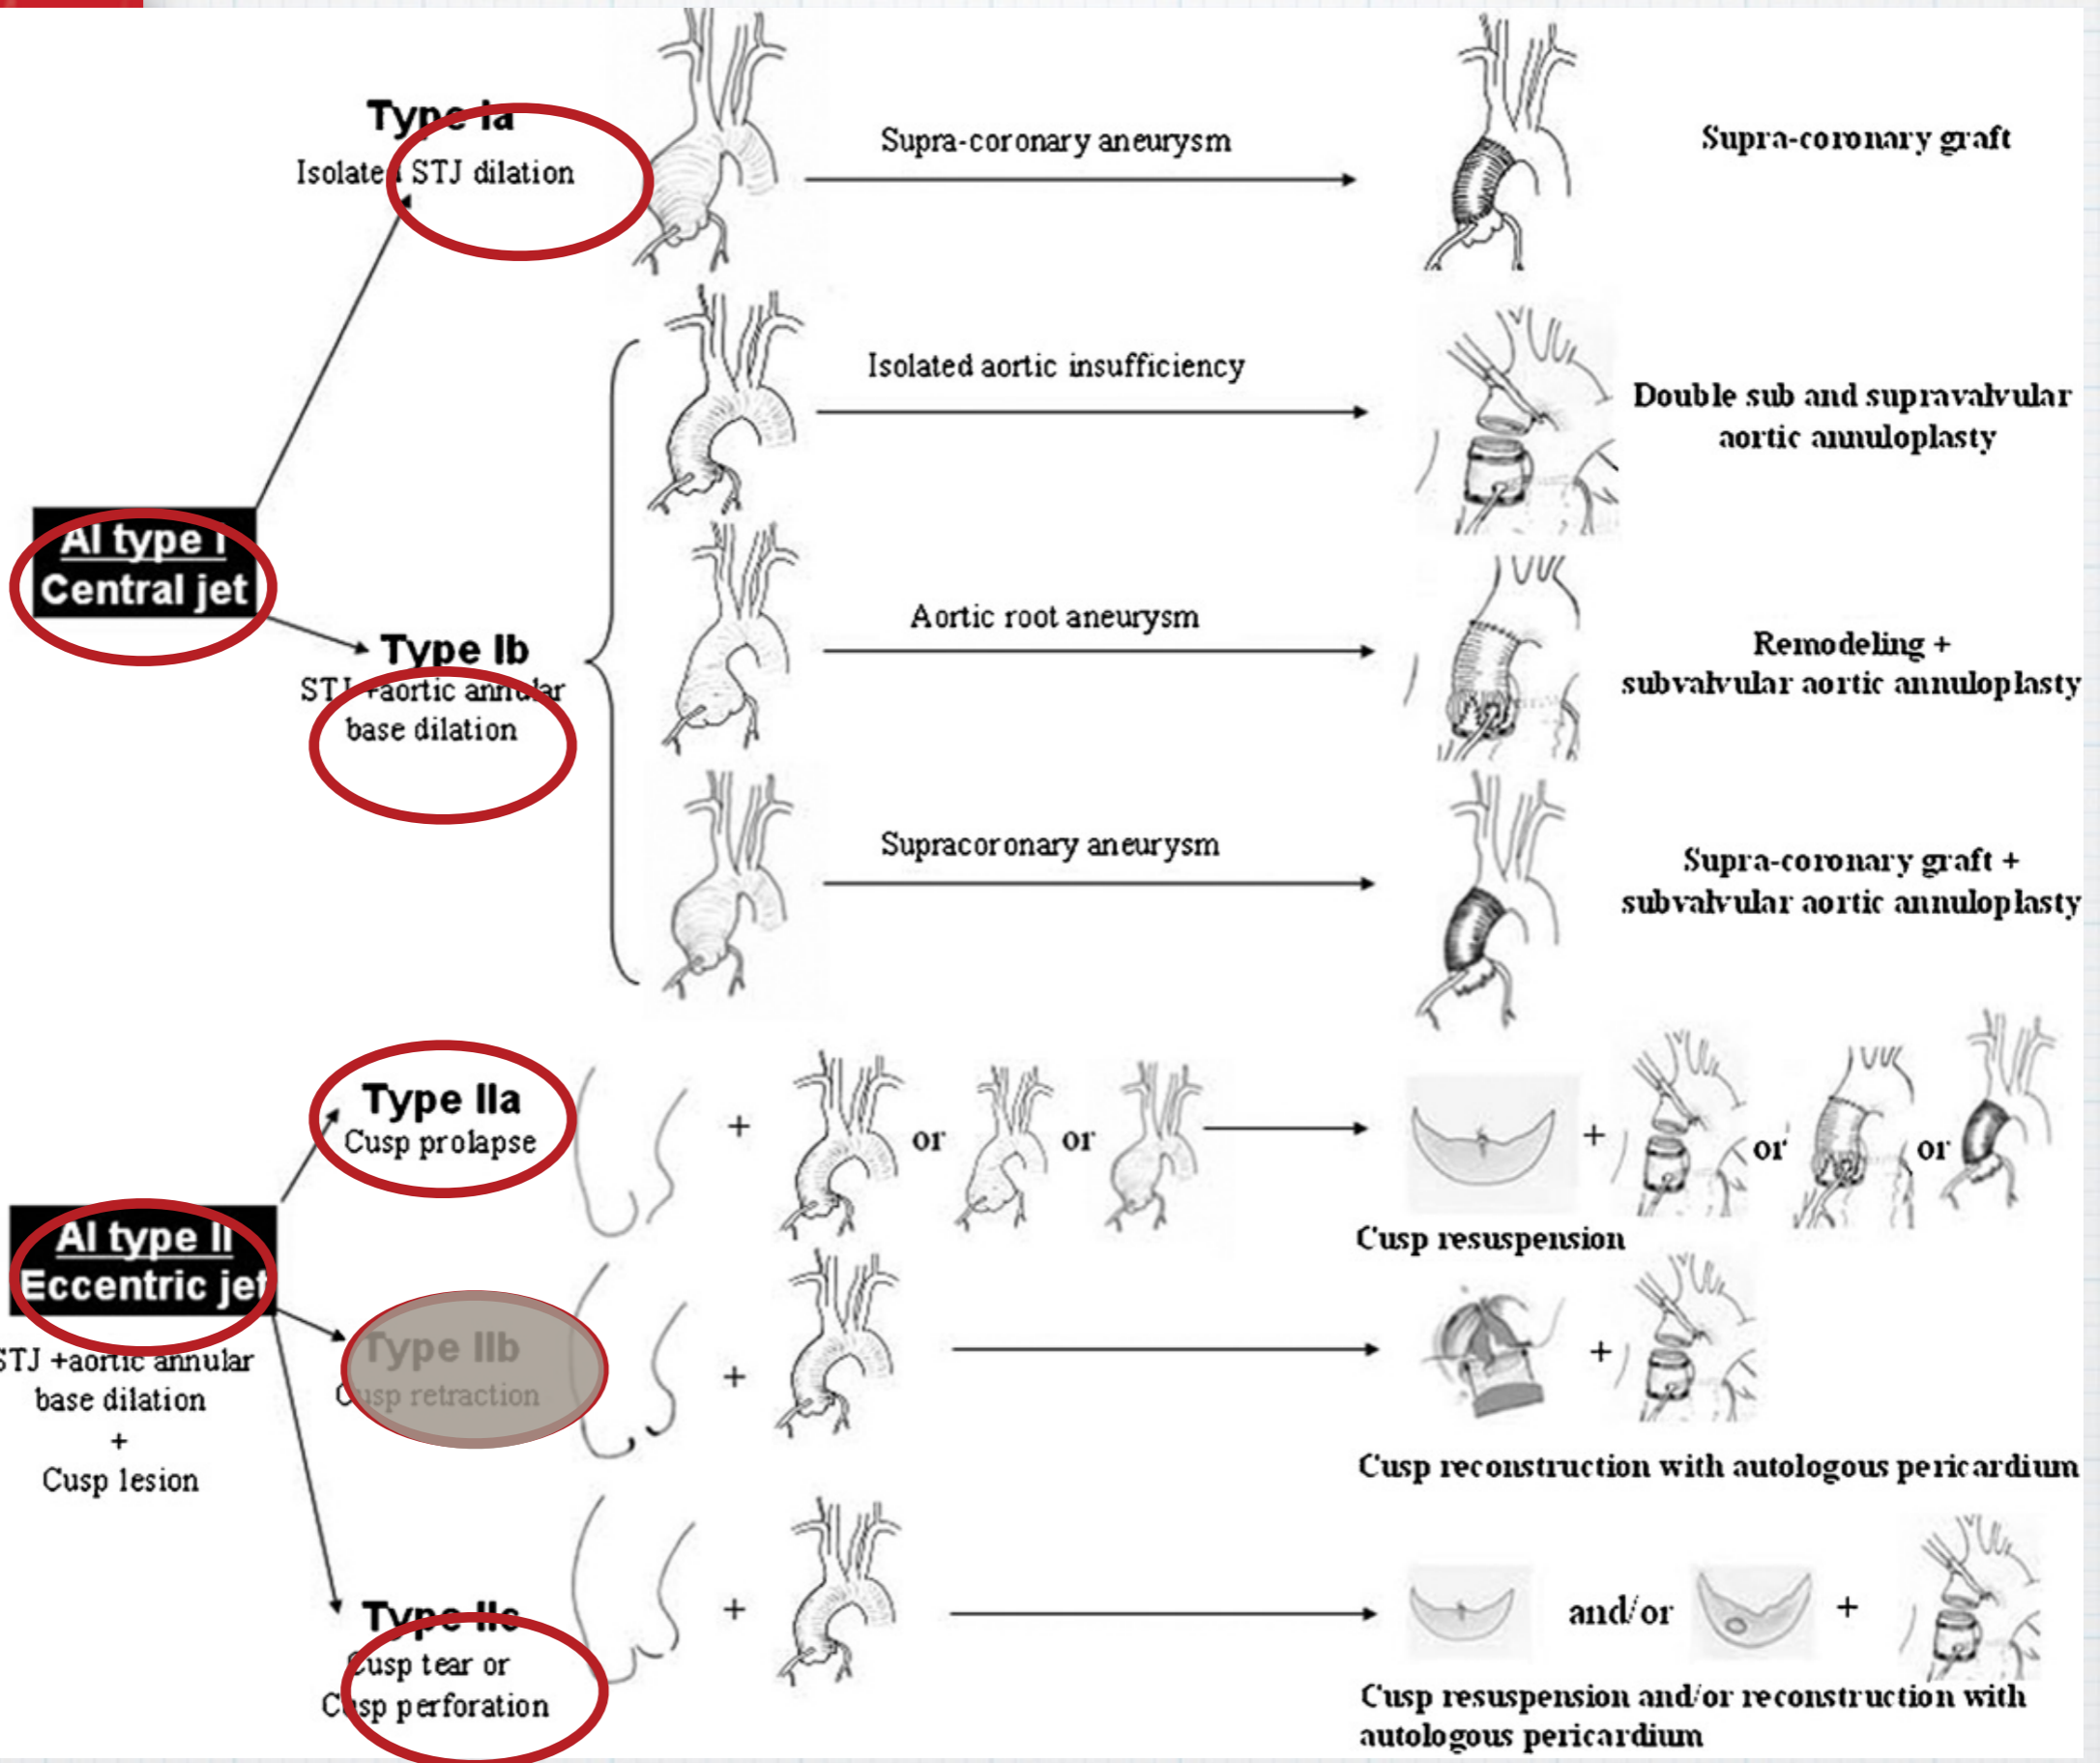 Type Ia
Isolated STJ dilation
Supra-coronary aneurysm
Supra-coronary graft
Isolated aortic insufficiency
Double sub and supravalvular
aortic annuloplasty
AI type I
Central jet
Type Ib
STJ +aortic annular
base dilation
Aortic root aneurysm
Remodeling +
subvalvular aortic annuloplasty
Supracoronary aneurysm
Supra-coronary graft +
subvalvular aortic annuloplasty
Type IIa
Cusp prolapse
+
or
or
+
or
or
Cusp resuspension
AI type II
Eccentric jet
STJ +aortic annular
base dilation
+
Cusp lesion
Type IIb
Cusp retraction
+
+
Cusp reconstruction with autologous pericardium
Type IIc
Cusp tear or
Cusp perforation
+
and/or
+
Cusp resuspension and/or reconstruction with
autologous pericardium